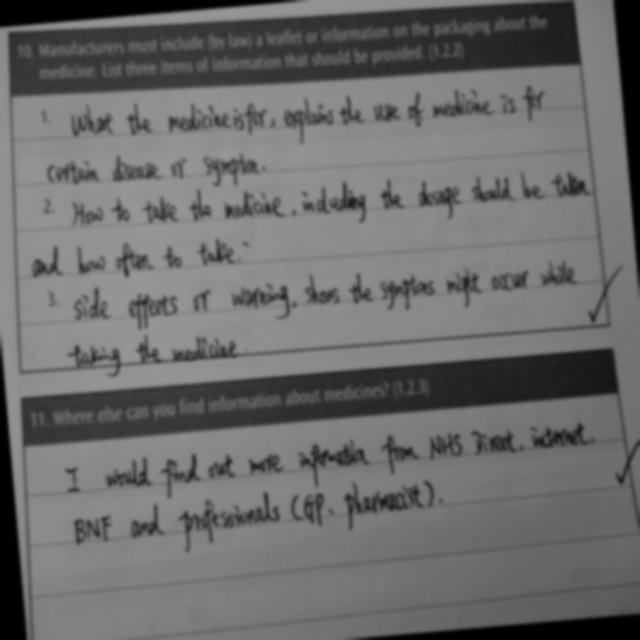 10. Manufacturers must include (by law) a leaflet or information on the packaging about the
medicine. List three items of information that should be provided. (1.2.2)
1. What the medicine is for, explains the use of medicine is for
certain disease or symptom.
2. How to take the medicine, including the dosage should be taken
and how often to take.
3. side effects or warning, shows the symptoms might occur while
taking the medicine.
11. Where else can you find information about medicines? (1.2.3)
I would find out more information from NHS Direct, internet,
BNF and professionals (GP, pharmacist).